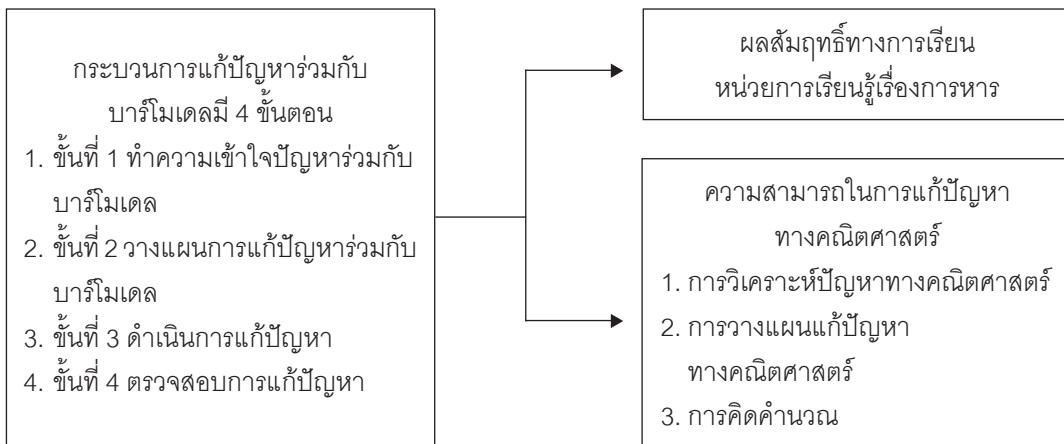 กระบวนการแก้ปัญหาร่วมกับ
บาร์โมเดลมี 4 ขั้นตอน
1. ขั้นที่ 1 ทำความเข้าใจปัญหาร่วมกับ
บาร์โมเดล
2. ขั้นที่ 2 วางแผนการแก้ปัญหาร่วมกับ
บาร์โมเดล
3. ขั้นที่ 3 ดำเนินการแก้ปัญหา
4. ขั้นที่ 4 ตรวจสอบการแก้ปัญหา
ผลสัมฤทธิ์ทางการเรียน
หน่วยการเรียนรู้เรื่องการหาร
ความสามารถในการแก้ปัญหา
ทางคณิตศาสตร์
1. การวิเคราะห์ปัญหาทางคณิตศาสตร์
2. การวางแผนแก้ปัญหา
ทางคณิตศาสตร์
3. การคิดคำนวณ